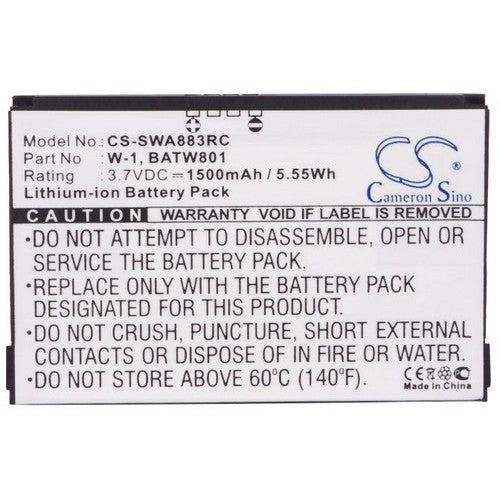 Model No.: CS-SWA883RC
Part No : W-1, BATW801
Rating : 3.7VDC 1500mAh / 5.55Wh
Lithium-ion Battery Pack
CS
Cameron Sino
WARRANTY VOID IF LABEL IS REMOVED
•DO NOT ATTEMPT TO DISASSEMBLE, OPEN OR
SERVICE THE BATTERY PACK.
•REPLACE ONLY WITH THE BATTERY PACK
DESIGNATED FOR THIS PRODUCT.
•DO NOT CRUSH, PUNCTURE, SHORT EXTERNAL
CONTACTS OR DISPOSE OF IN FIRE OR WATER.
•DO NOT STORE ABOVE 60°C (140°F).
CE
Made In China